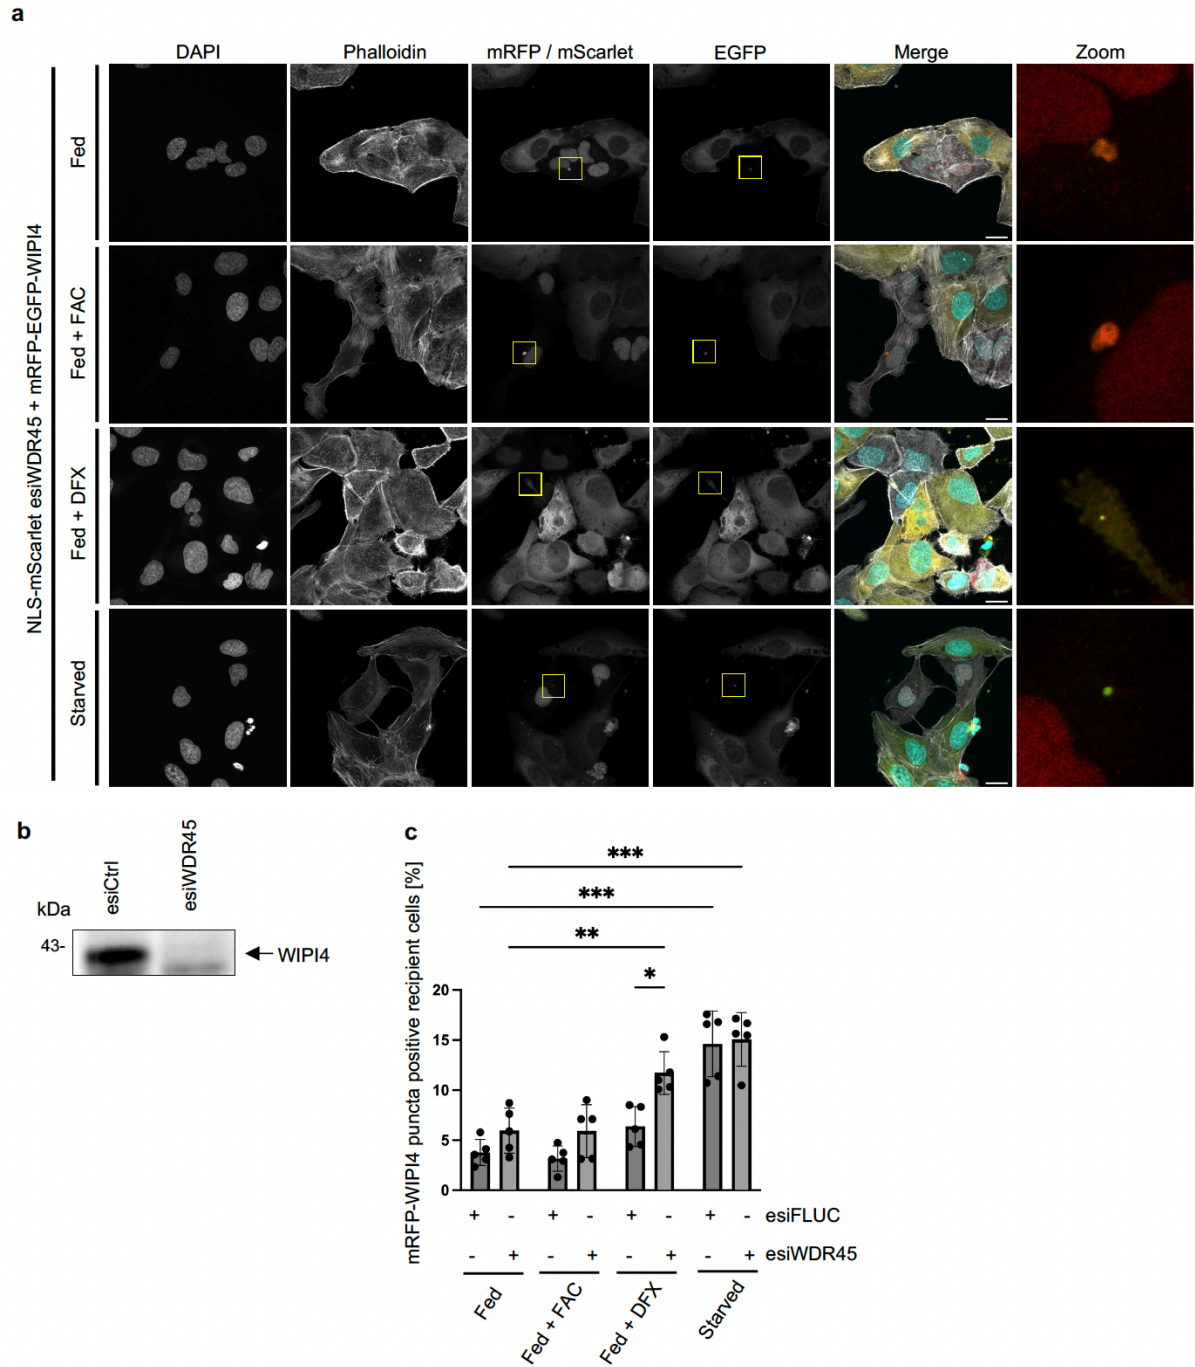 a
DAPI Phalloidin mRFP / mScarlet EGFP Merge Zoom
NLS-mScarlet esiWDR45 + mRFP-EGFP-WIPI4
Fed
Fed + FAC
Fed + DFX
Starved
b
esiCtrl esiWDR45
kDa
43-
WIPI4
c
mRFP-WIPI4 puncta positive recipient cells [%]
***
***
**
*
20
15
10
5
0
+ - + - + - + - esiFLUC
- + - + - + - + esiWDR45
Fed Fed + FAC Fed + DFX Starved